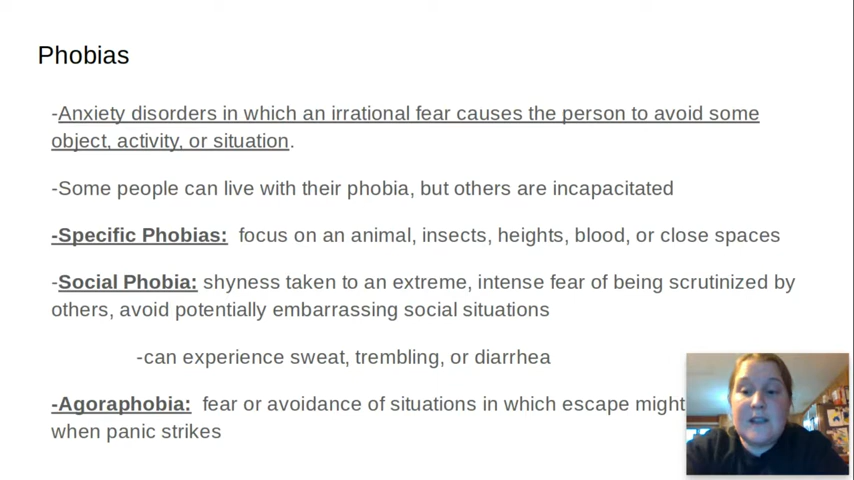 Phobias
-Anxiety disorders in which an irrational fear causes the person to avoid some
object, activity, or situation.
-Some people can live with their phobia, but others are incapacitated
-Specific Phobias: focus on an animal, insects, heights, blood, or close spaces
-Social Phobia: shyness taken to an extreme, intense fear of being scrutinized by
others, avoid potentially embarrassing social situations
-can experience sweat, trembling, or diarrhea
-Agoraphobia: fear or avoidance of situations in which escape might
when panic strikes